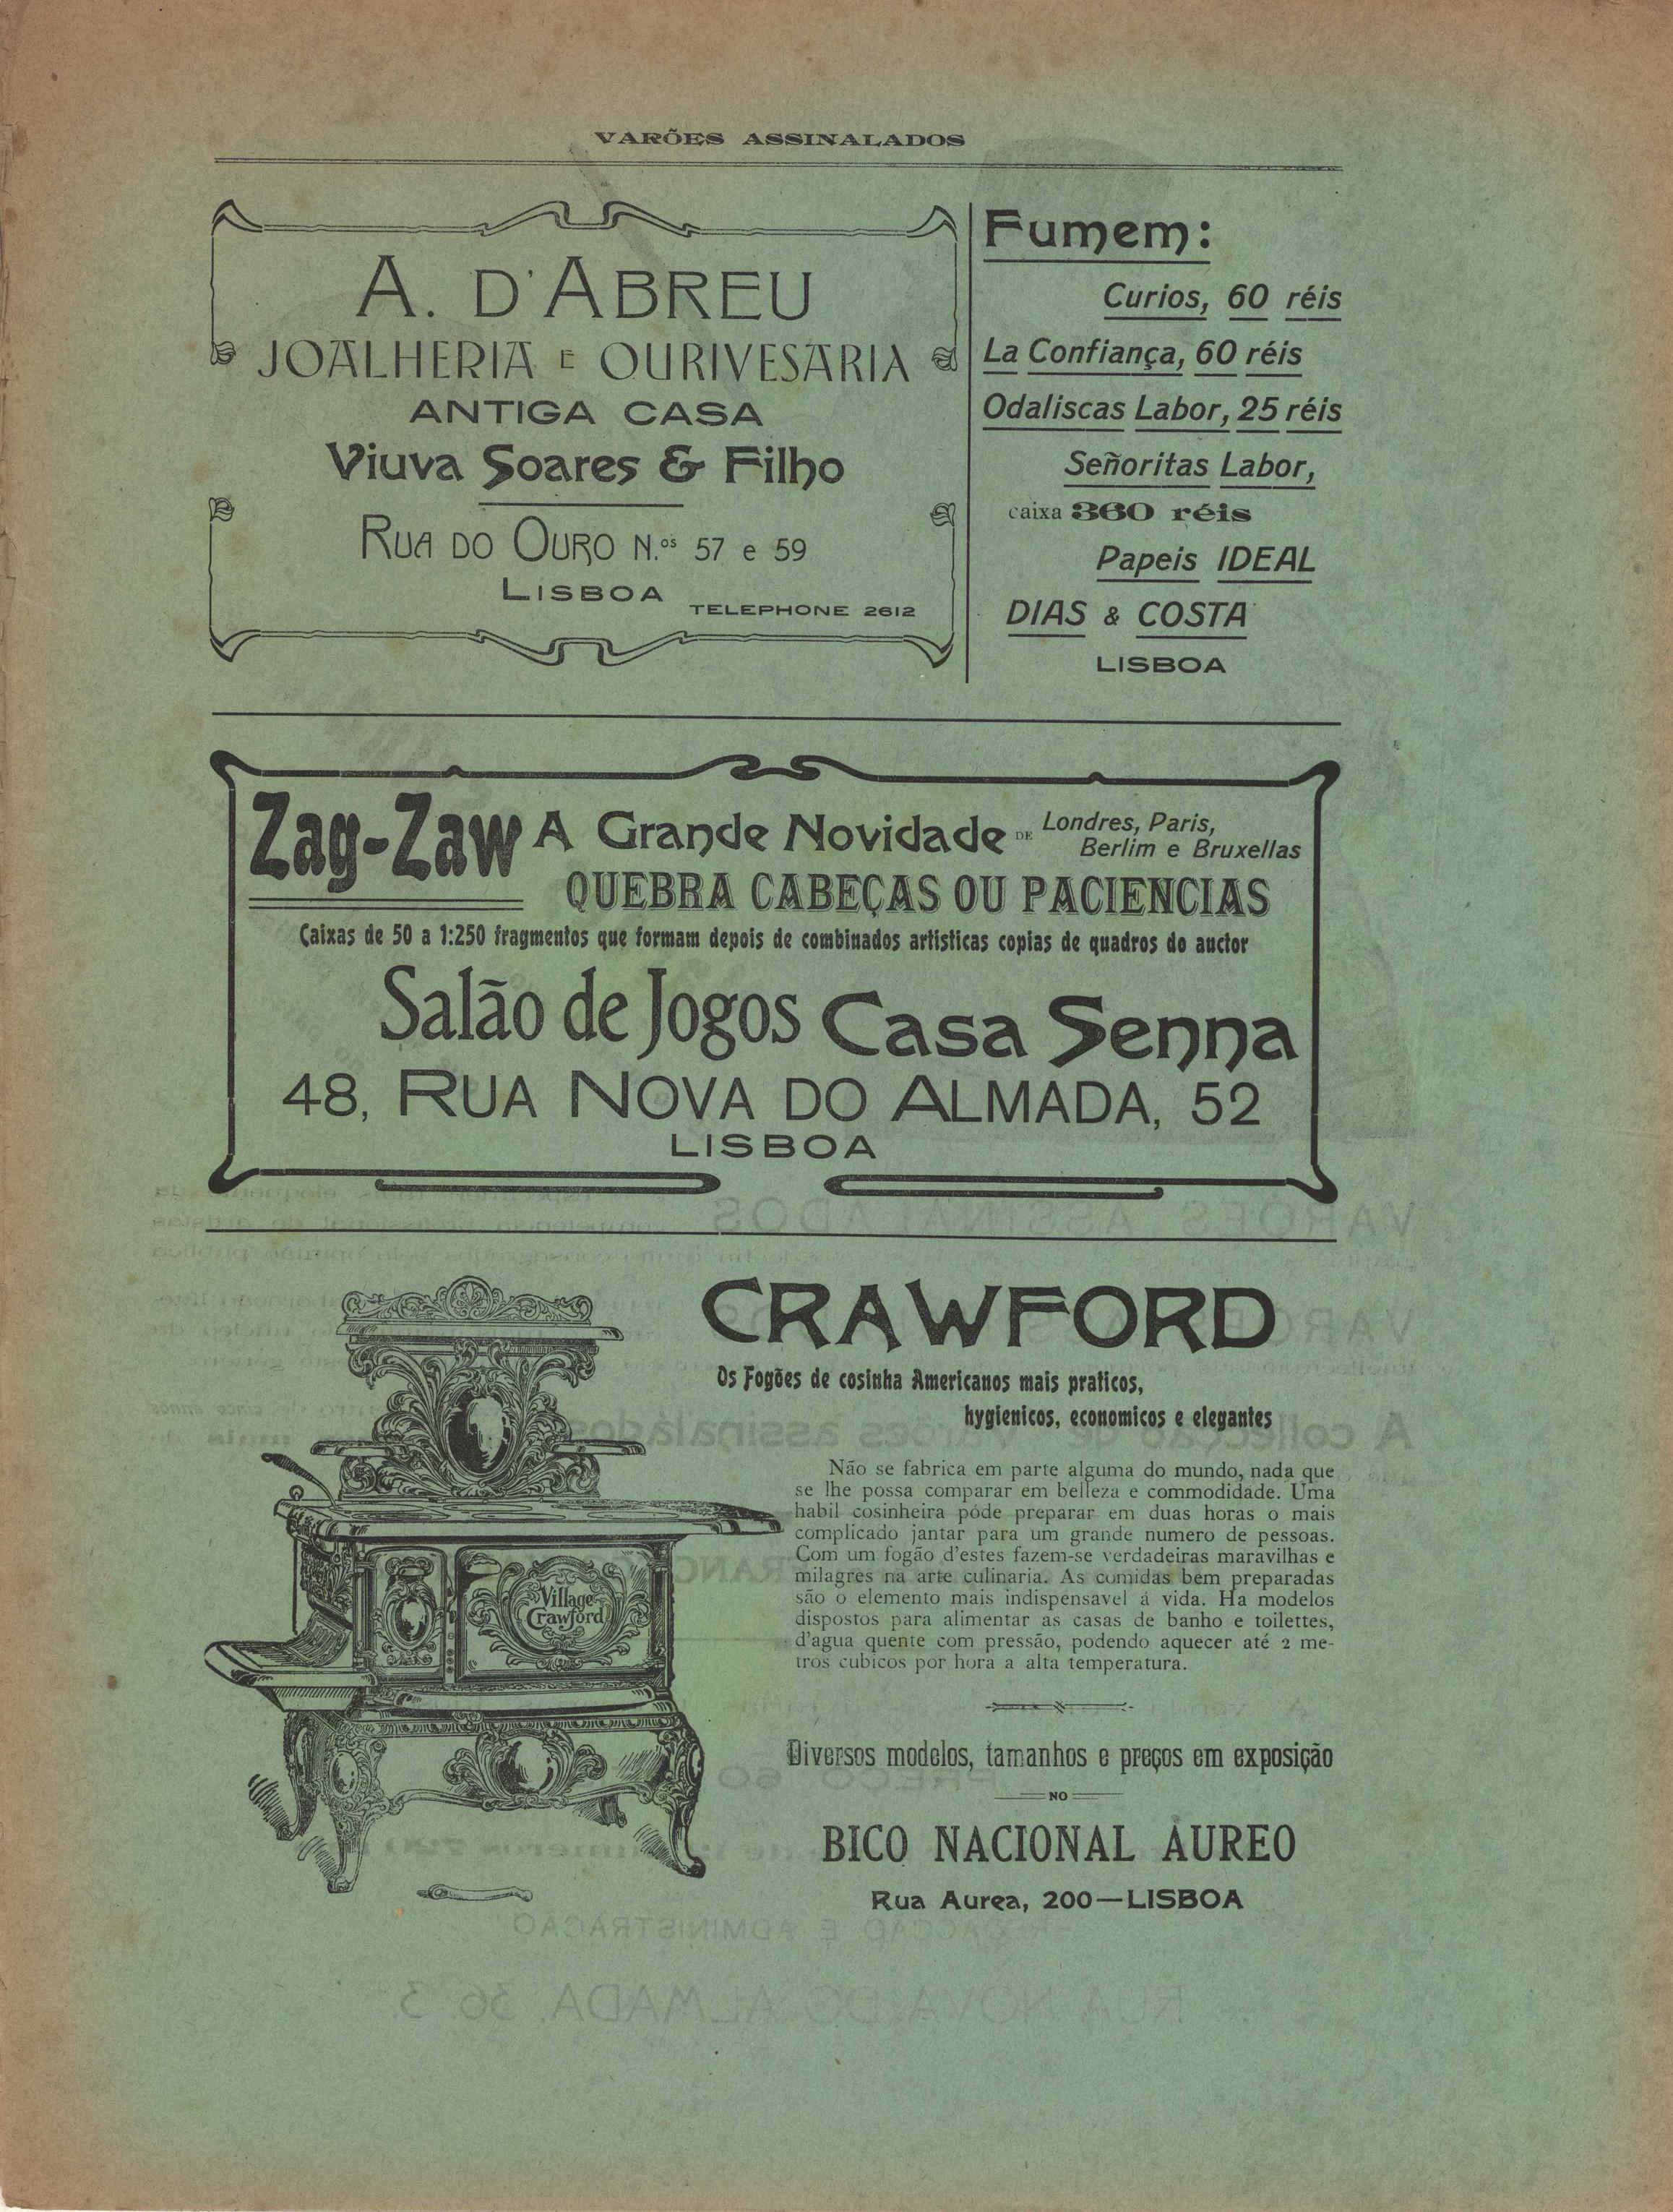 VARÕES ASSINALADOS
A. D'ABREU
JOALHERIA E OURIVESARIA
ANTIGA CASA
Viuva Soares & Filho
RUA DO OURO N.os 57 e 59
LISBOA
TELEPHONE 2612
Fumem:
Curios, 60 réis
La Confiança, 60 réis
Odaliscas Labor, 25 réis
Señoritas Labor,
caixa 360 réis
Papeis IDEAL
DIAS & COSTA
LISBOA
Zag-Zaw A Grande Novidade DE Londres, Paris,
Berlim e Bruxellas
QUEBRA CABEÇAS OU PACIENCIAS
Caixas de 50 a 1:250 fragmentos que formam depois de combinados artisticas copias de quadros do auctor
Salão de Jogos Casa Senna
48, RUA NOVA DO ALMADA, 52
LISBOA
CRAWFORD
Os Fogões de cosinha Americanos mais praticos,
hygienicos, economicos e elegantes
Não se fabrica em parte alguma do mundo, nada que
se lhe possa comparar em belleza e commodidade. Uma
habil cosinheira póde preparar em duas horas o mais
complicado jantar para um grande numero de pessoas.
Com um fogão d'estes fazem-se verdadeiras maravilhas e
milagres na arte culinaria. As comidas bem preparadas
são o elemento mais indispensavel á vida. Ha modelos
dispostos para alimentar as casas de banho e toilettes,
d'agua quente com pressão, podendo aquecer até 2 me-
tros cubicos por hora a alta temperatura.
Village
Crawford
Diversos modelos, tamanhos e preços em exposição
NO
BICO NACIONAL AUREO
Rua Aurea, 200—LISBOA